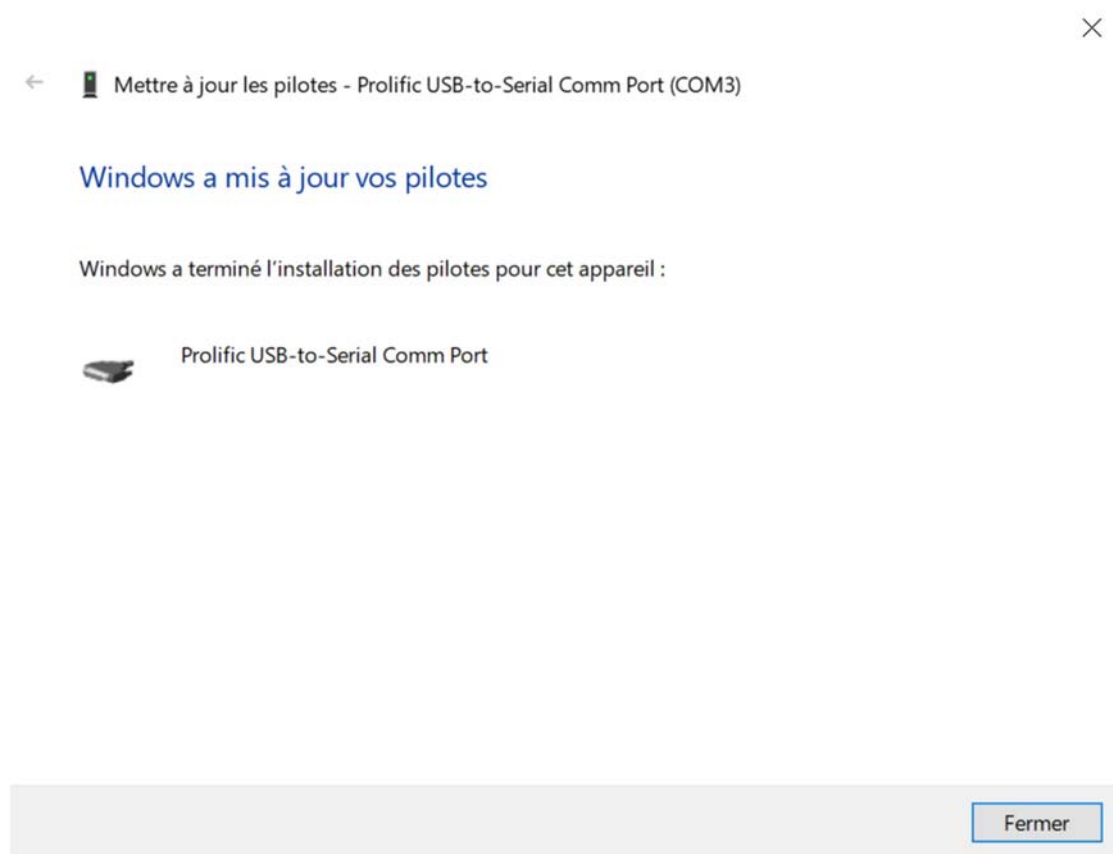 Mettre à jour les pilotes - Prolific USB-to-Serial Comm Port (COM3)
Windows a mis à jour vos pilotes
Windows a terminé l'installation des pilotes pour cet appareil :
Prolific USB-to-Serial Comm Port
Fermer